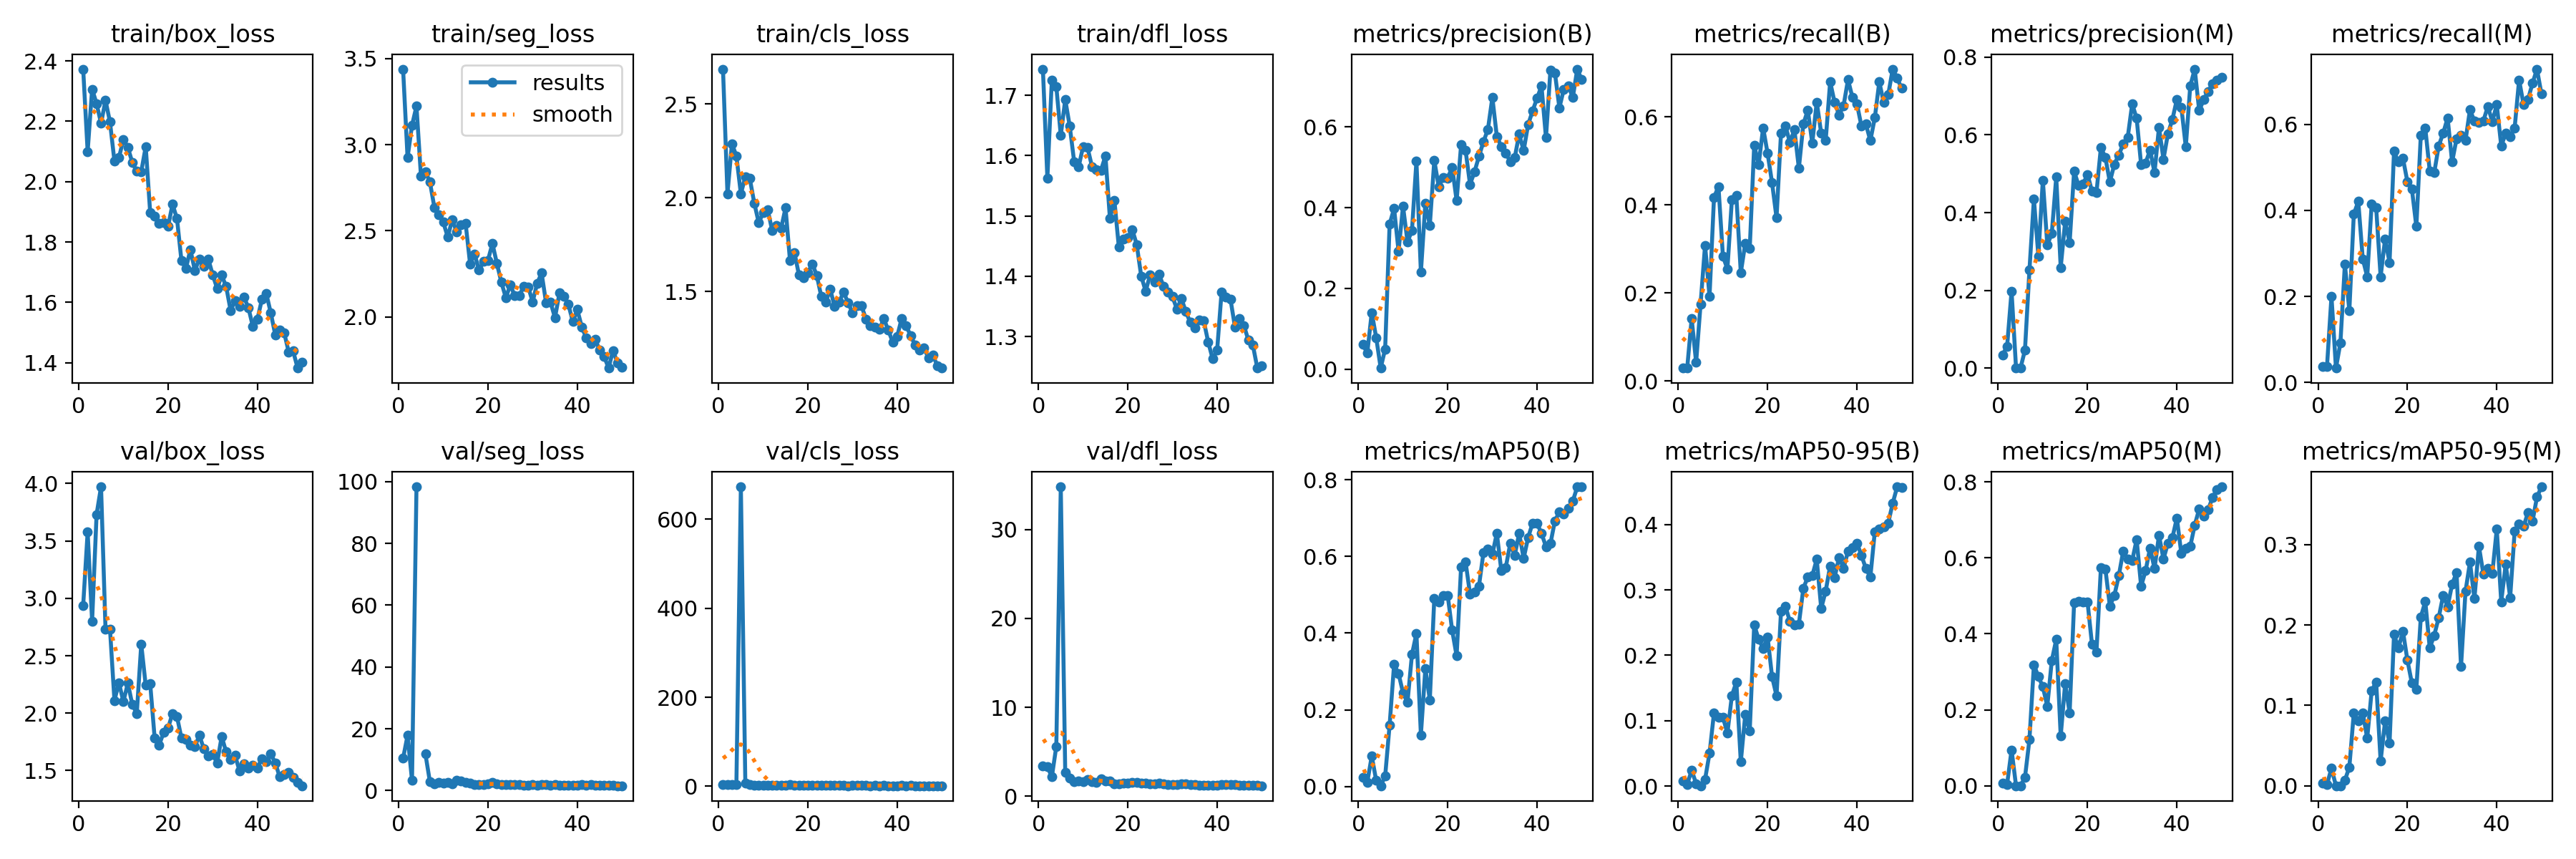 train/box_loss
train/seg_loss
train/cls_loss
train/dfl_loss
metrics/precision(B)
metrics/recall(B)
metrics/precision(M)
metrics/recall(M)
2.4
2.2
2.0
1.8
1.6
1.4
0 20 40
3.5
3.0
2.5
2.0
results
smooth
0 20 40
2.5
2.0
1.5
0 20 40
1.7
1.6
1.5
1.4
1.3
0 20 40
0.6
0.4
0.2
0.0
0 20 40
0.6
0.4
0.2
0.0
0 20 40
0.8
0.6
0.4
0.2
0.0
0 20 40
0.6
0.4
0.2
0.0
0 20 40
val/box_loss
val/seg_loss
val/cls_loss
val/dfl_loss
metrics/mAP50(B)
metrics/mAP50-95(B)
metrics/mAP50(M)
metrics/mAP50-95(M)
4.0
3.5
3.0
2.5
2.0
1.5
0 20 40
100
80
60
40
20
0
0 20 40
600
400
200
0
0 20 40
30
20
10
0
0 20 40
0.8
0.6
0.4
0.2
0.0
0 20 40
0.4
0.3
0.2
0.1
0.0
0 20 40
0.8
0.6
0.4
0.2
0.0
0 20 40
0.3
0.2
0.1
0.0
0 20 40